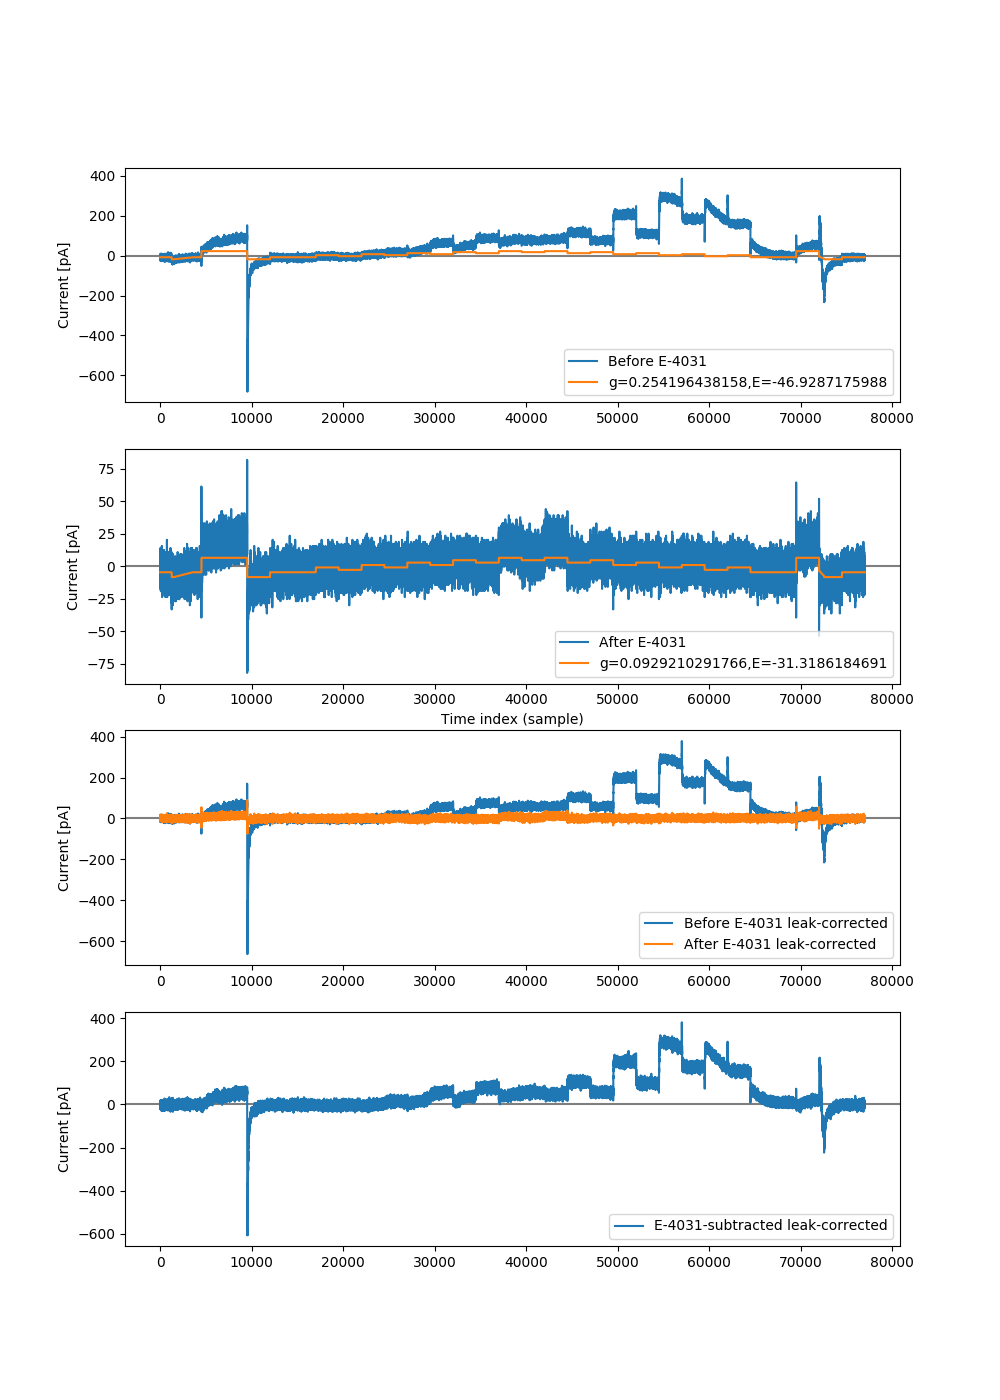 400
200
0
−200
−400
−600
Current [pA]
Before E-4031
g=0.254196438158,E=-46.9287175988
0 10000 20000 30000 40000 50000 60000 70000 80000
75
50
25
0
−25
−50
−75
Current [pA]
After E-4031
g=0.0929210291766,E=-31.3186184691
0 10000 20000 30000 40000 50000 60000 70000 80000
Time index (sample)
400
200
0
−200
−400
−600
Current [pA]
Before E-4031 leak-corrected
After E-4031 leak-corrected
0 10000 20000 30000 40000 50000 60000 70000 80000
400
200
0
−200
−400
−600
Current [pA]
E-4031-subtracted leak-corrected
0 10000 20000 30000 40000 50000 60000 70000 80000